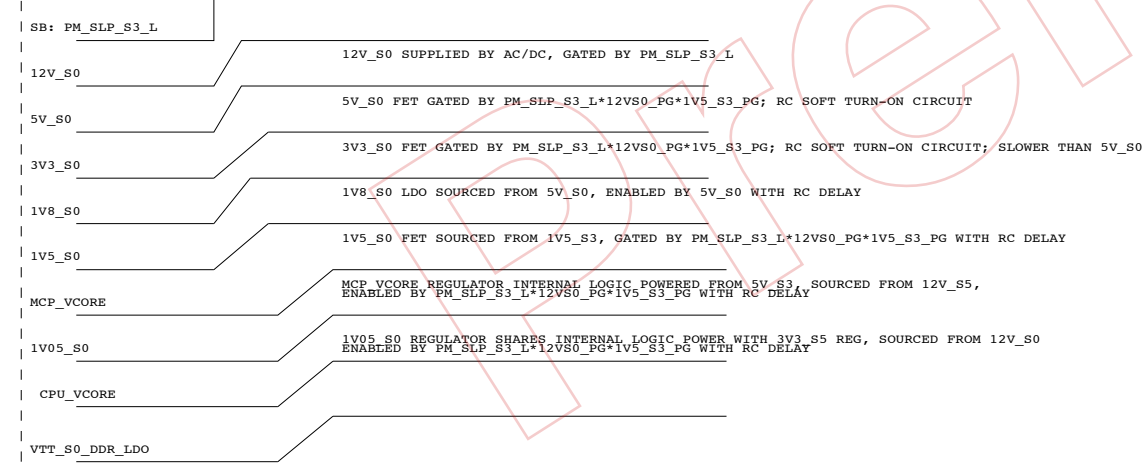 SB: PM_SLP_S3_L
12V_S0 SUPPLIED BY AC/DC, GATED BY PM_SLP_S3_L
12V_S0
5V_S0 FET GATED BY PM_SLP_S3_L*12VS0_PG*1V5_S3_PG; RC SOFT TURN-ON CIRCUIT
5V_S0
3V3_S0 FET GATED BY PM_SLP_S3_L*12VS0_PG*1V5_S3_PG; RC SOFT TURN-ON CIRCUIT; SLOWER THAN 5V_S0
3V3_S0
1V8_S0 LDO SOURCED FROM 5V_S0, ENABLED BY 5V_S0 WITH RC DELAY
1V8_S0
1V5_S0 FET SOURCED FROM 1V5_S3, GATED BY PM_SLP_S3_L*12VS0_PG*1V5_S3_PG WITH RC DELAY
1V5_S0
MCP VCORE REGULATOR INTERNAL LOGIC POWERED FROM 5V_S3, SOURCED FROM 12V_S5,
ENABLED BY PM_SLP_S3_L*12VS0_PG*1V5_S3_PG WITH RC DELAY
MCP_VCORE
1V05_S0 REGULATOR SHARES INTERNAL LOGIC POWER WITH 3V3_S5 REG, SOURCED FROM 12V_S0
ENABLED BY PM_SLP_S3_L*12VS0_PG*1V5_S3_PG WITH RC DELAY
1V05_S0
CPU_VCORE
VTT_S0_DDR_LDO
Prel